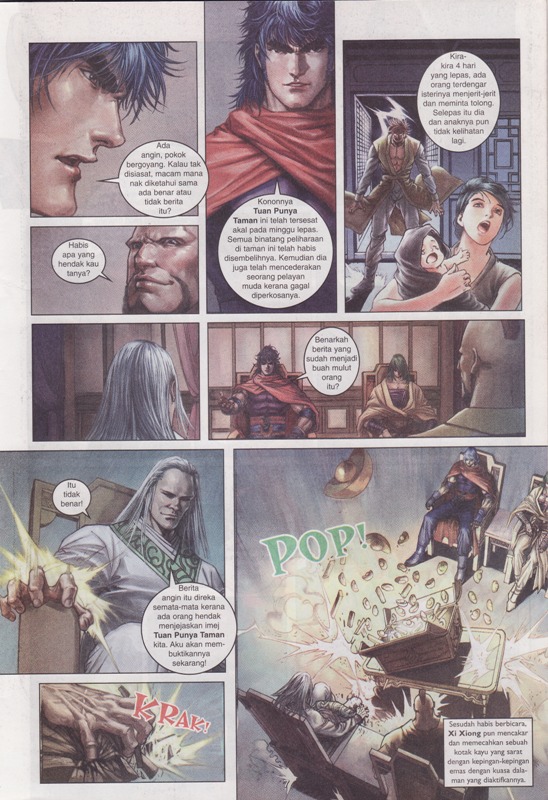 Ada
angin, pokok
bergoyang. Kalau tak
disiasat, macam mana
nak diketahui sama
ada benar atau
tidak berita
itu?
Kononnya
Tuan Punya
Taman ini telah tersesat
akal pada minggu lepas.
Semua binatang peliharaan
di taman ini telah habis
disembelihnya. Kemudian dia
juga telah mencederakan
seorang pelayan
muda kerana gagal
diperkosanya.
Kira-
kira 4 hari
yang lepas, ada
orang terdengar
isterinya menjerit-jerit
dan meminta tolong.
Selepas itu dia
dan anaknya pun
tidak kelihatan
lagi.
Habis
apa yang
hendak kau
tanya?
Benarkah
berita yang
sudah menjadi
buah mulut
orang
itu?
Itu
tidak
benar!
Berita
angin itu direka
semata-mata kerana
ada orang hendak
menjejaskan imej
Tuan Punya Taman
kita. Aku akan mem-
buktikannya
sekarang!
KRAK!
POP!
Sesudah habis berbicara,
Xi Xiong pun mencakar
dan memecahkan sebuah
kotak kayu yang sarat
dengan kepingan-kepingan
emas dengan kuasa dala-
man yang diaktifkannya.